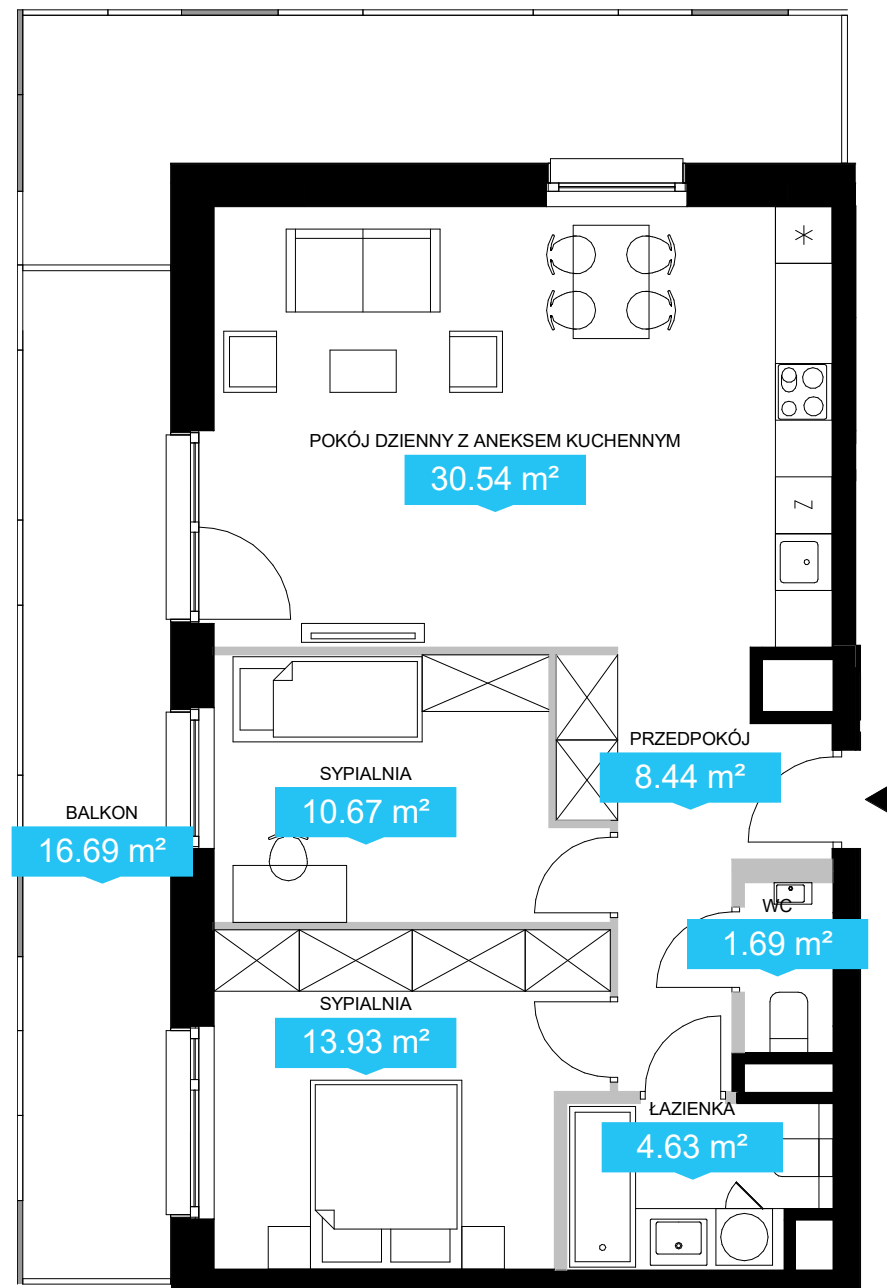 POKÓJ DZIENNY Z ANEKSEM KUCHENNYM
30.54 m²
Z
PRZEDPOKÓJ
8.44 m²
SYPIALNIA
10.67 m²
BALKON
16.69 m²
WC
1.69 m²
SYPIALNIA
13.93 m²
ŁAZIENKA
4.63 m²